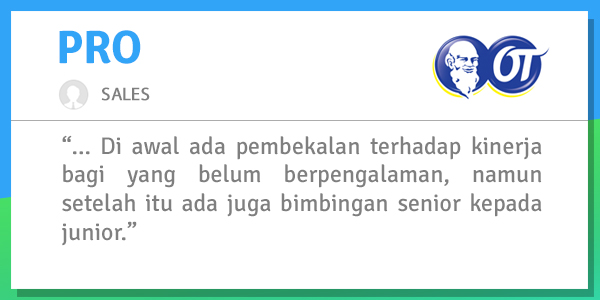 PRO
OT
SALES
“... Di awal ada pembekalan terhadap kinerja
bagi yang belum berpengalaman, namun
setelah itu ada juga bimbingan senior kepada
junior.”